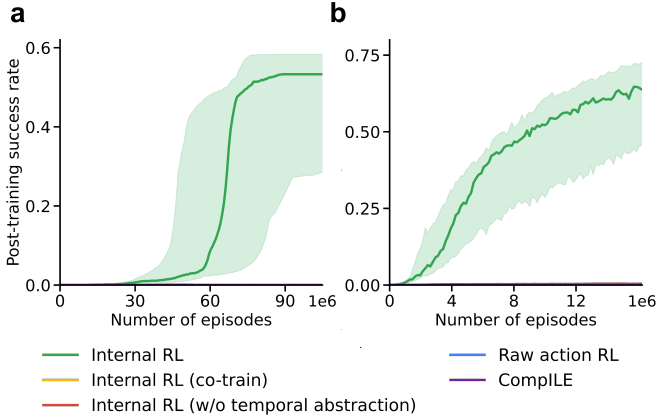 a
b
Post-training success rate
0.6
0.4
0.2
0.0
0 30 60 90 1e6
Number of episodes
0.75
0.50
0.25
0.00
0 4 8 12 1e6
Number of episodes
Internal RL
Internal RL (co-train)
Internal RL (w/o temporal abstraction)
Raw action RL
CompILE